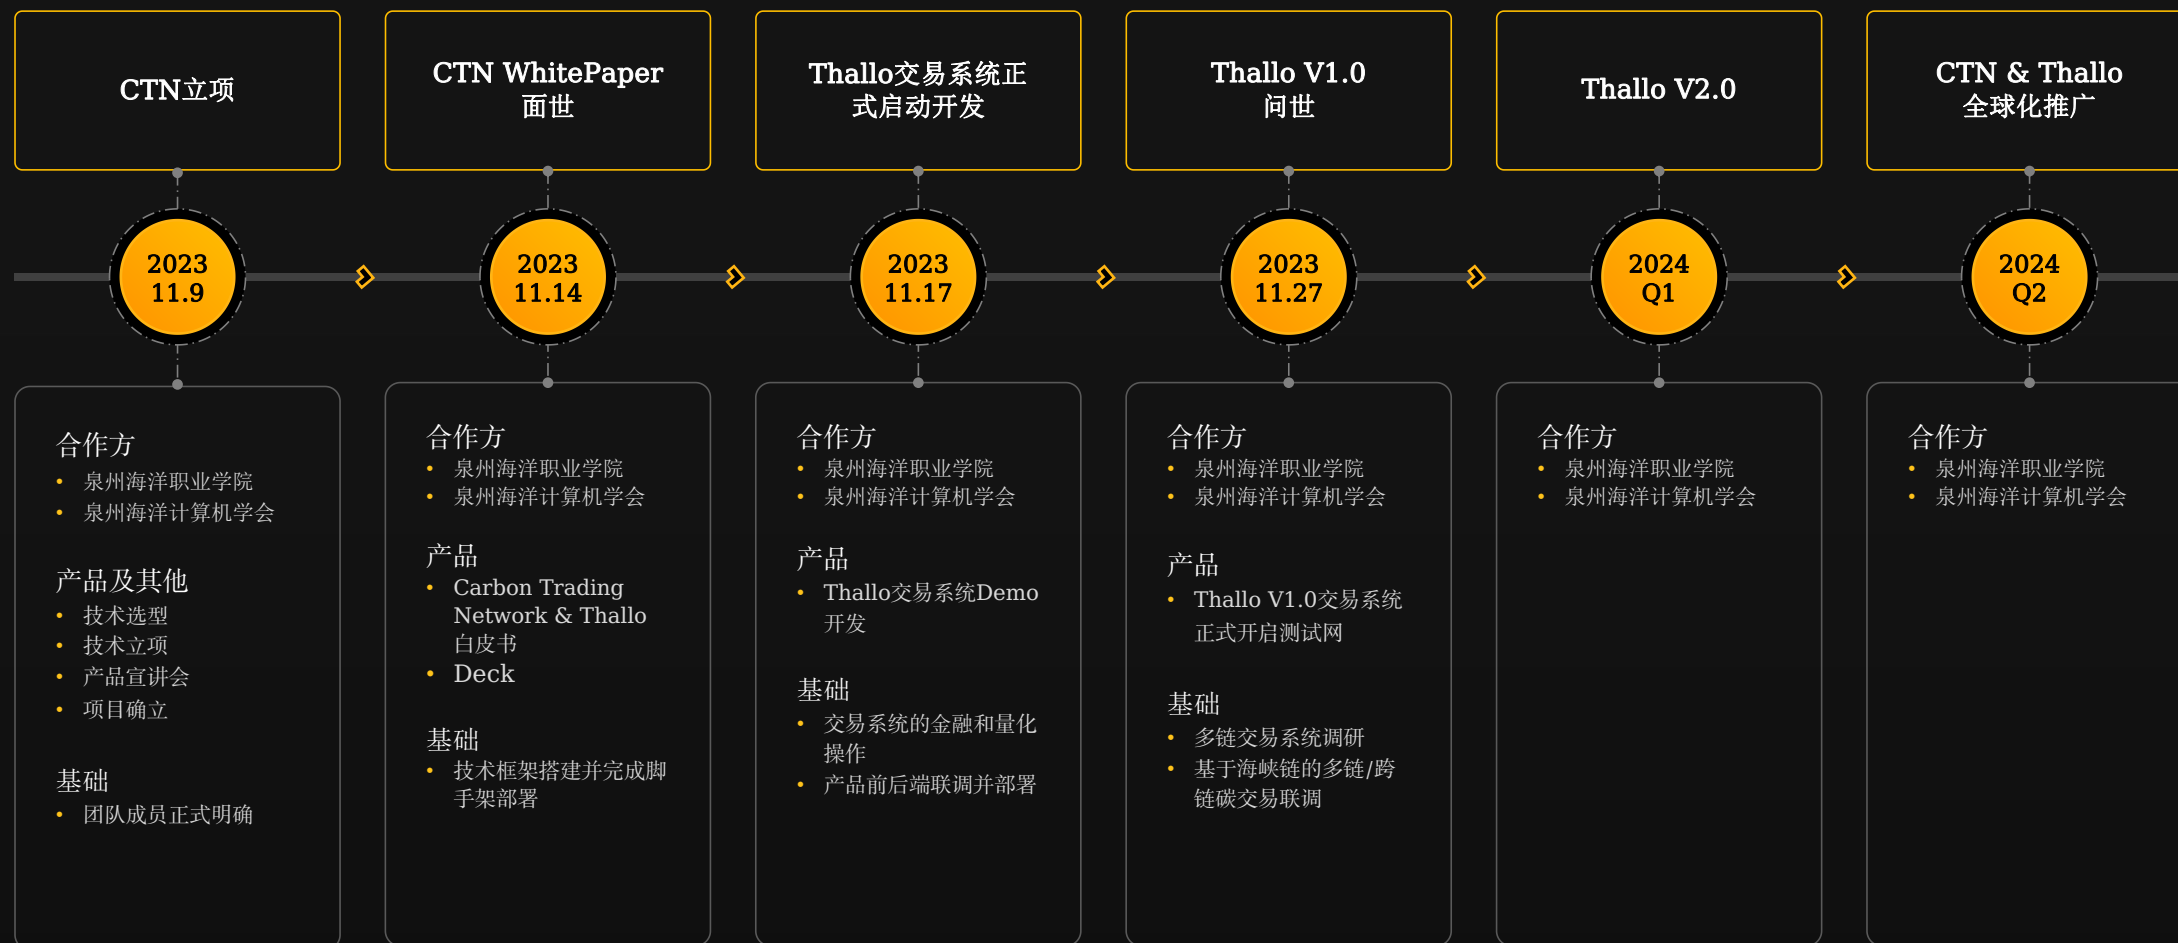 CTN立项
CTN WhitePaper
面世
Thallo交易系统正
式启动开发
Thallo V1.0
问世
Thallo V2.0
CTN & Thallo
全球化推广
2023
11.9
2023
11.14
2023
11.17
2023
11.27
2024
Q1
2024
Q2
合作方
• 泉州海洋职业学院
• 泉州海洋计算机学会
产品及其他
• 技术选型
• 技术立项
• 产品宣讲会
• 项目确立
基础
• 团队成员正式明确
合作方
• 泉州海洋职业学院
• 泉州海洋计算机学会
产品
• Carbon Trading
Network & Thallo
白皮书
• Deck
基础
• 技术框架搭建并完成脚
手架部署
合作方
• 泉州海洋职业学院
• 泉州海洋计算机学会
产品
• Thallo交易系统Demo
开发
基础
• 交易系统的金融和量化
操作
• 产品前后端联调并部署
合作方
• 泉州海洋职业学院
• 泉州海洋计算机学会
产品
• Thallo V1.0交易系统
正式开启测试网
基础
• 多链交易系统调研
• 基于海峡链的多链/跨
链碳交易联调
合作方
• 泉州海洋职业学院
• 泉州海洋计算机学会
合作方
• 泉州海洋职业学院
• 泉州海洋计算机学会